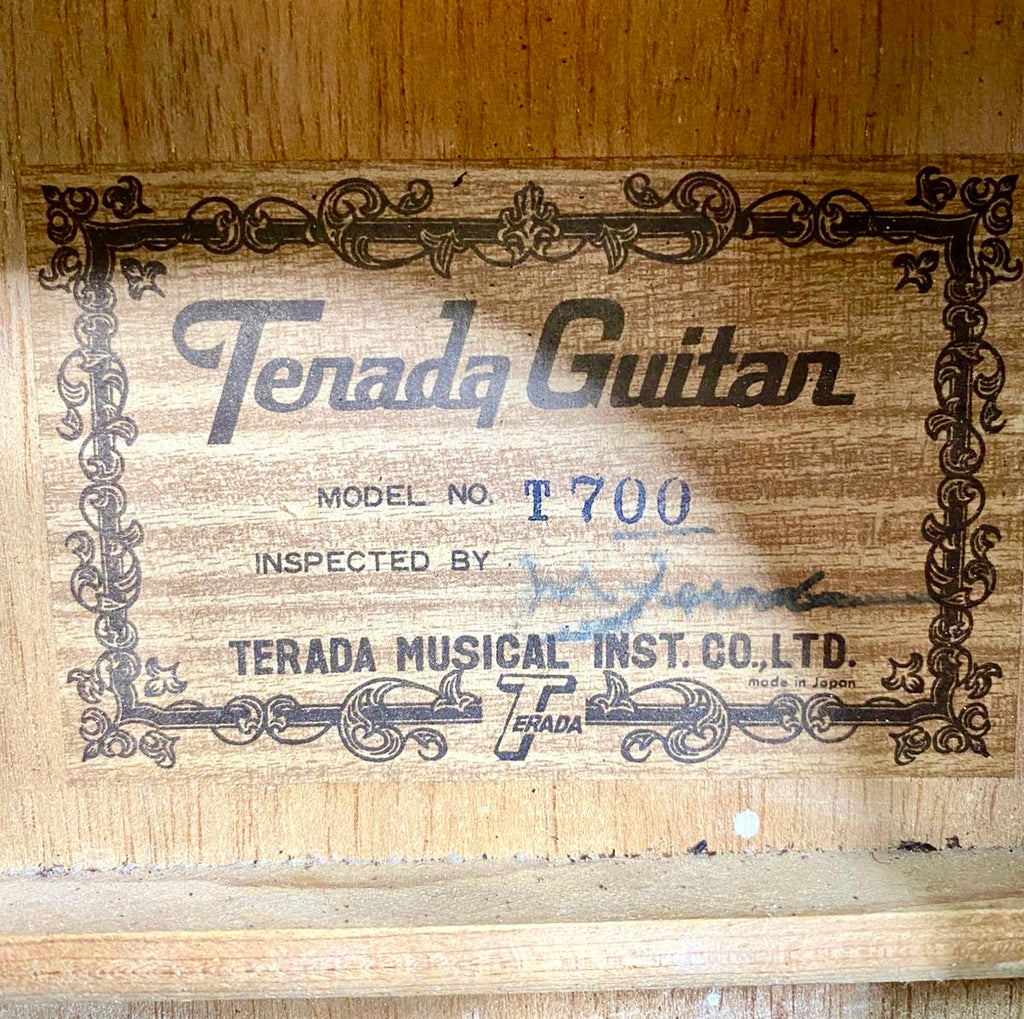 Terada Guitar
MODEL NO. T700
INSPECTED BY
TERADA MUSICAL INST. CO., LTD.
made in Japan
TERADA